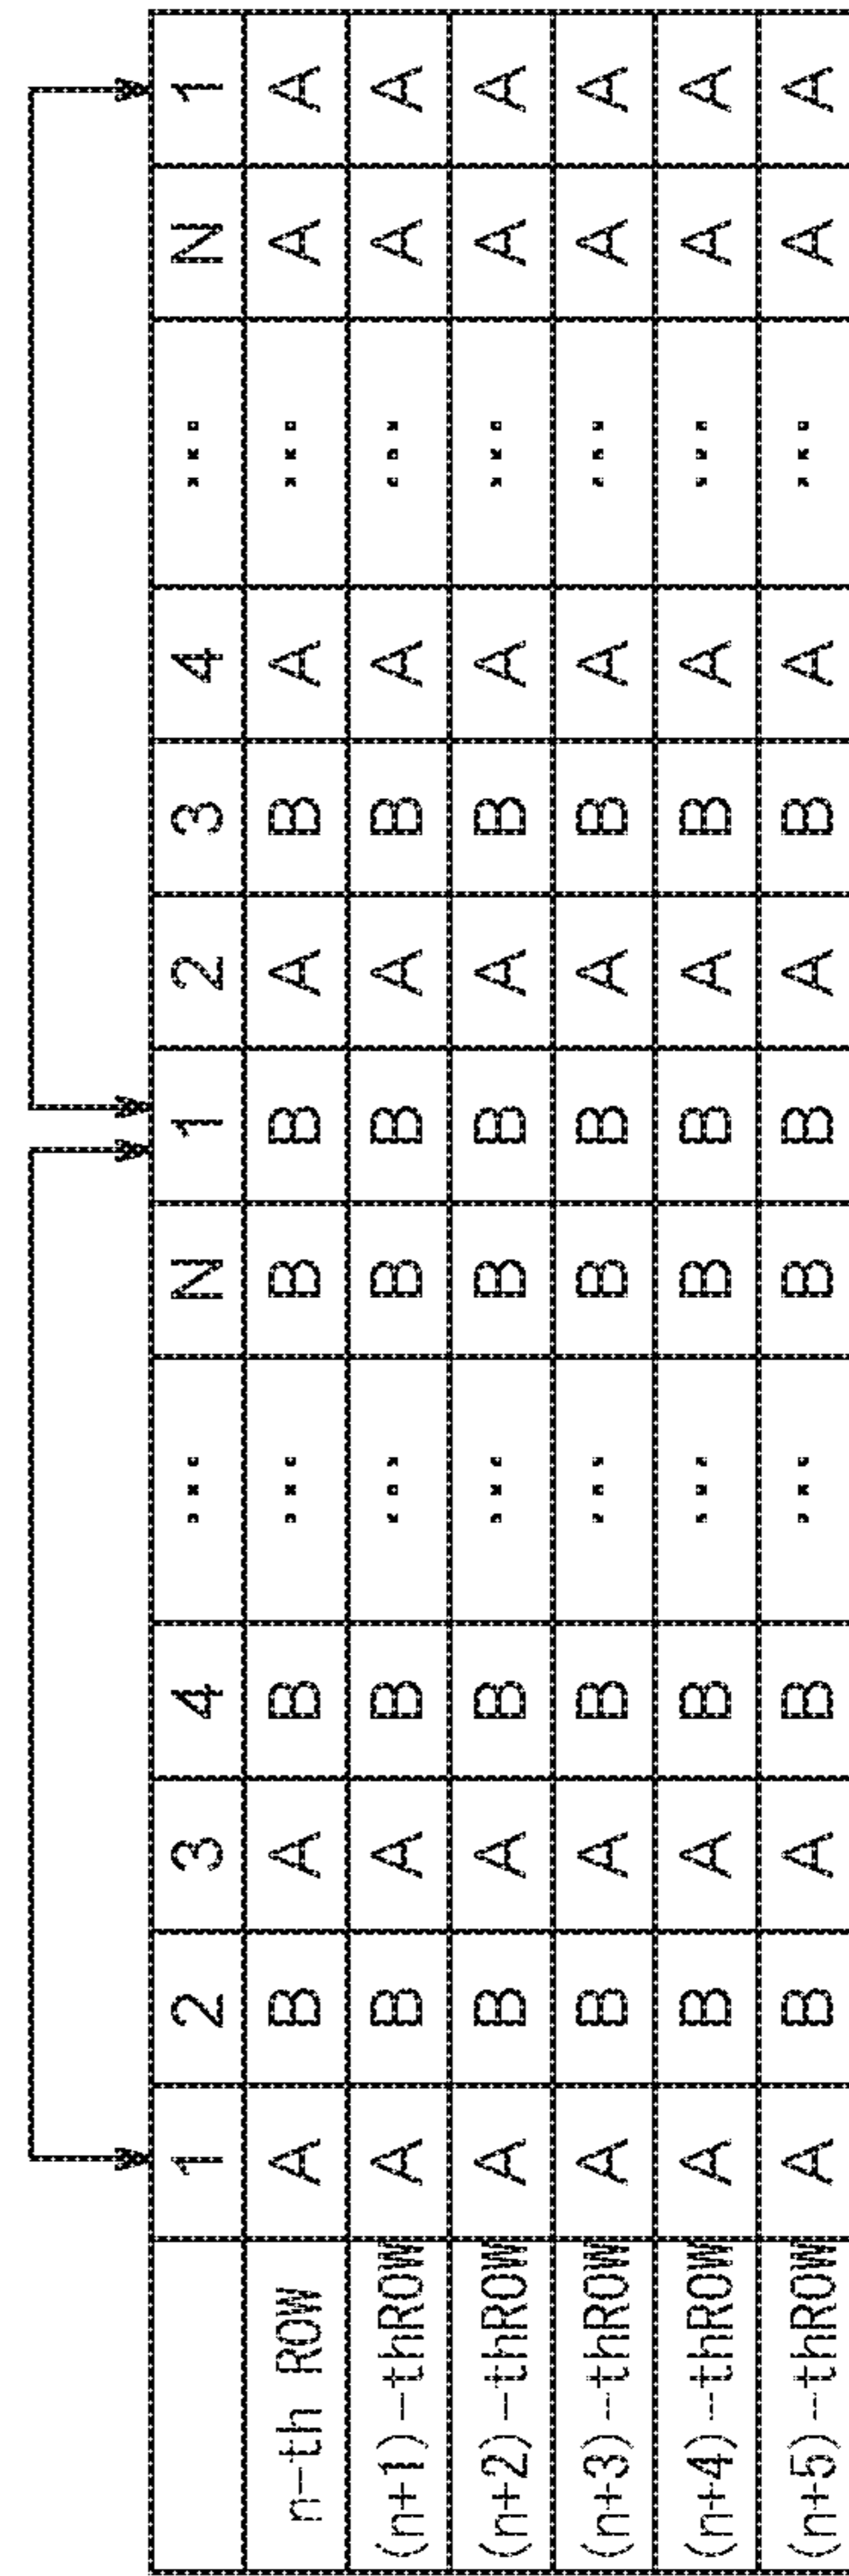 1 2 3 4 ... N 1 2 3 4 ... N 1
n-th ROW A B A B ... B B A B A ... A A
(n+1)-thROW A B A B ... B B A B A ... A A
(n+2)-thROW A B A B ... B B A B A ... A A
(n+3)-thROW A B A B ... B B A B A ... A A
(n+4)-thROW A B A B ... B B A B A ... A A
(n+5)-thROW A B A B ... B B A B A ... A A